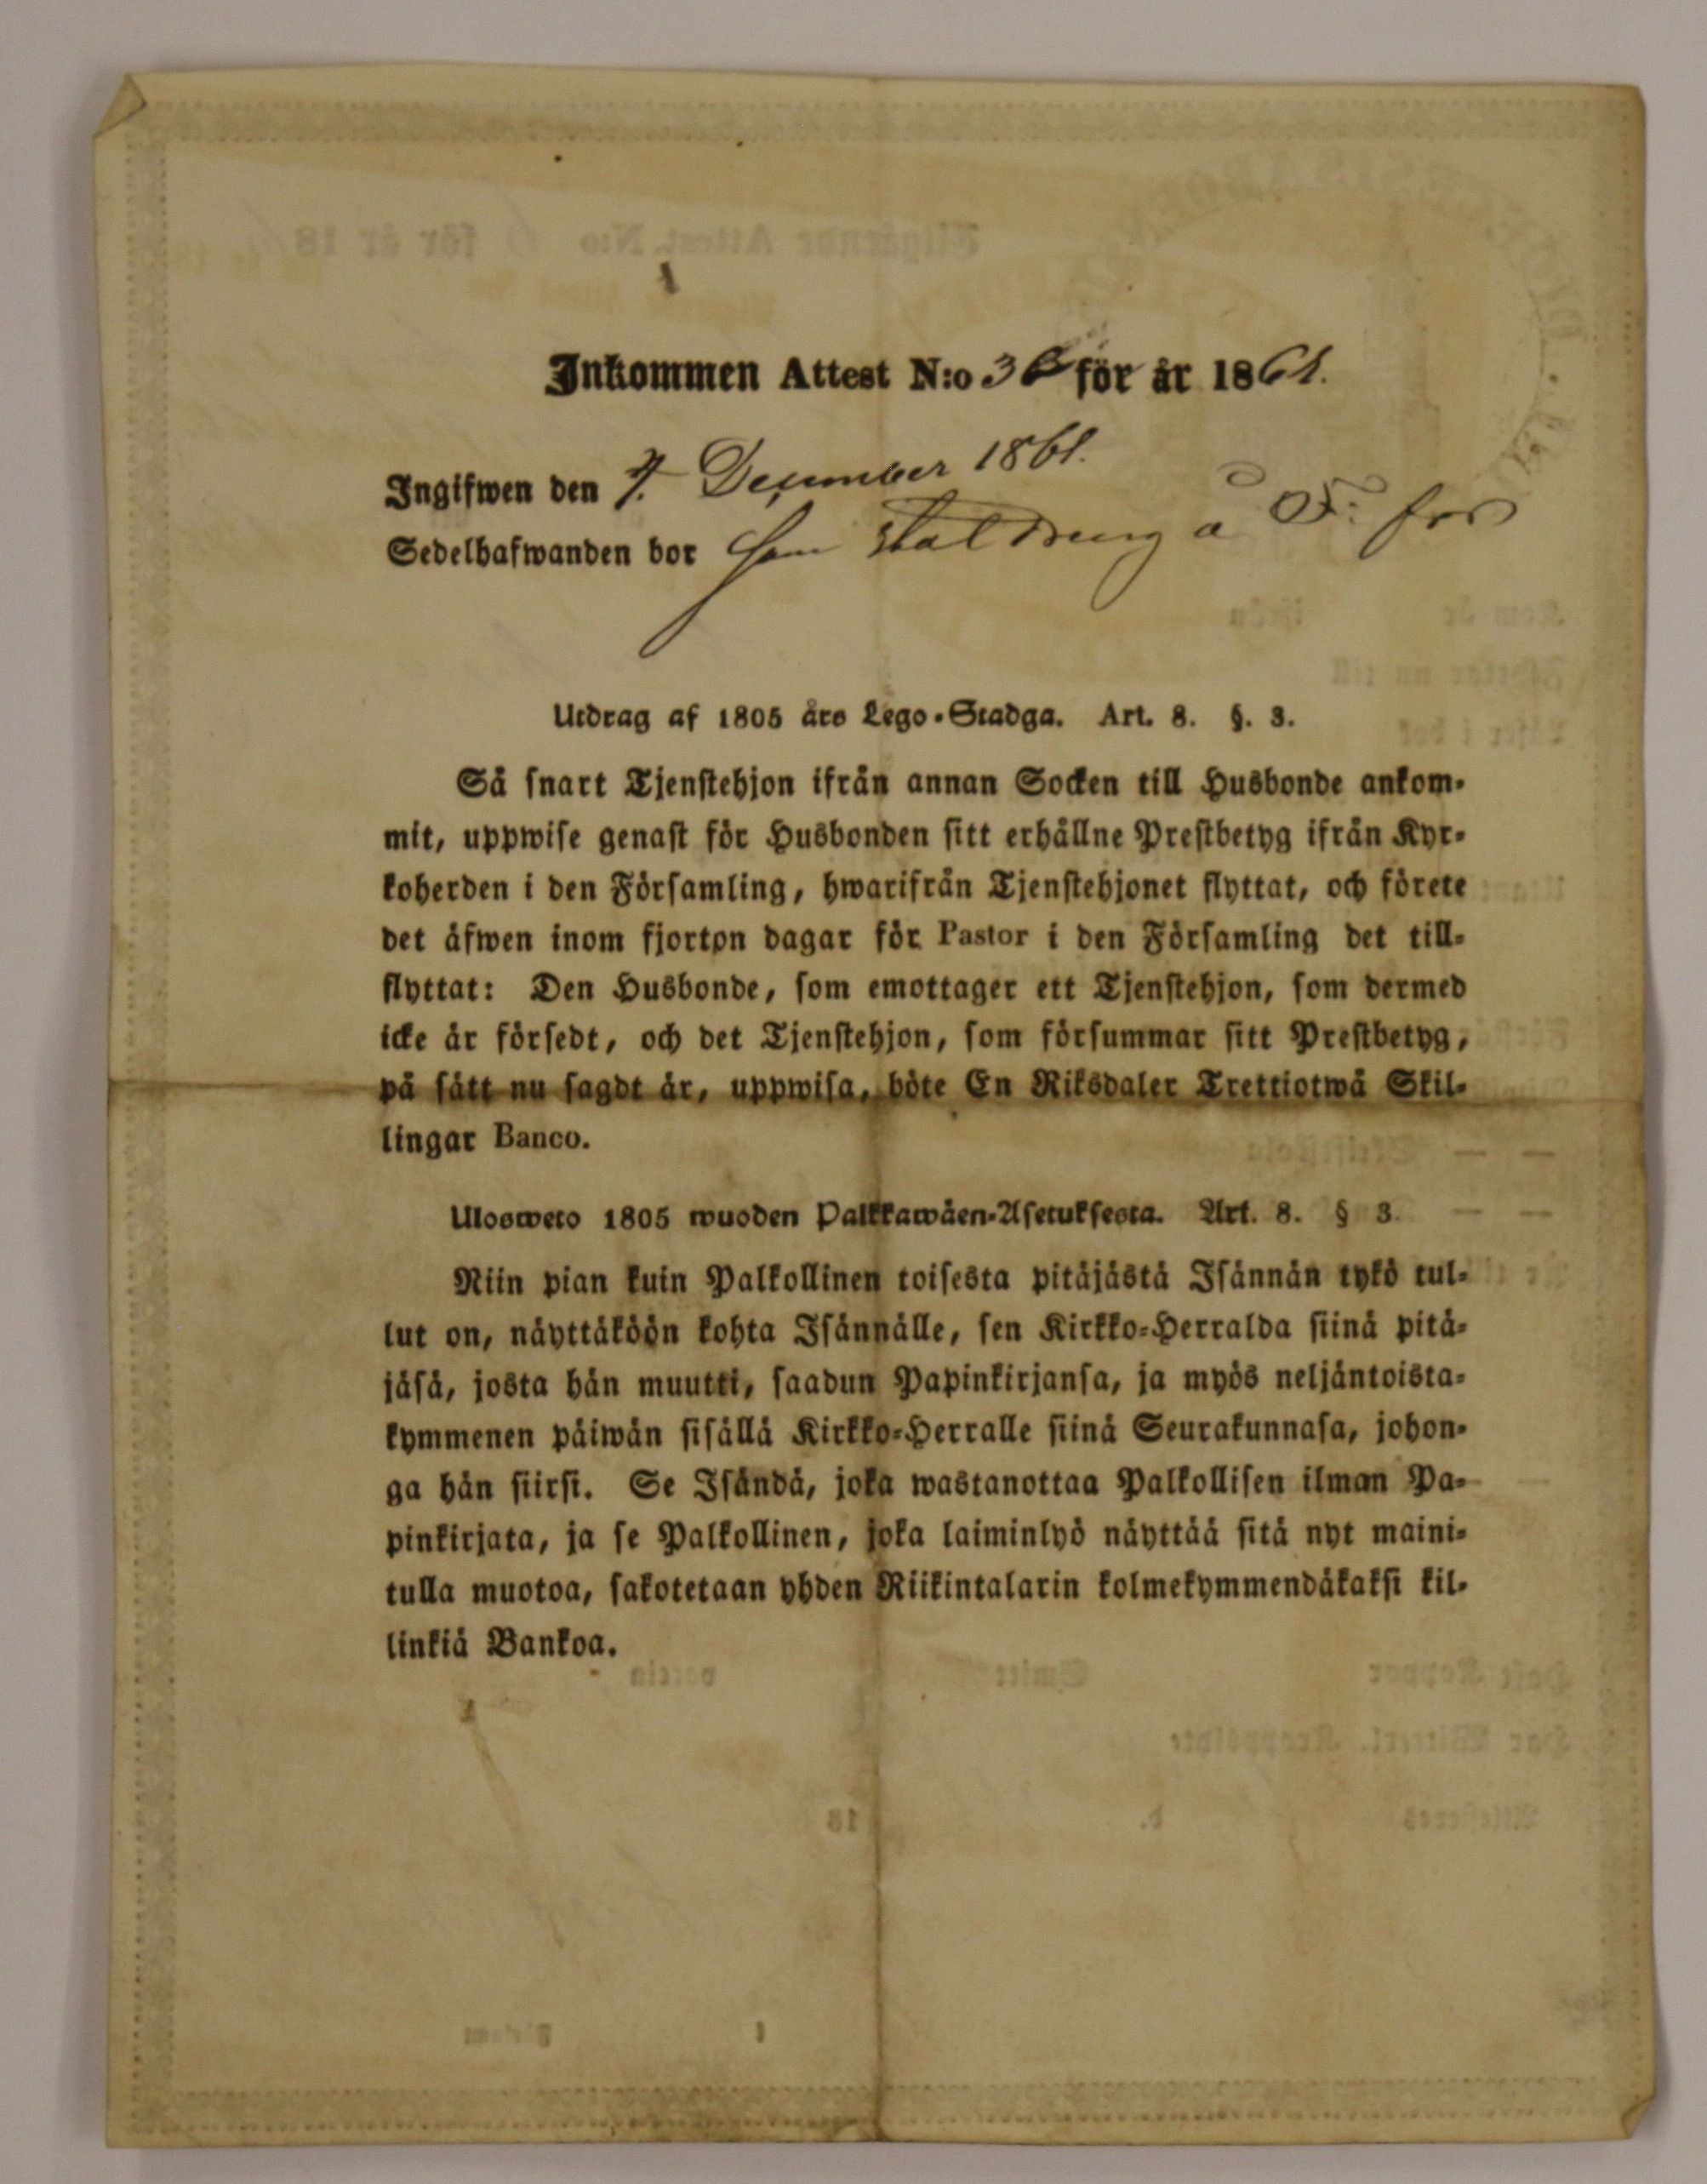 Inkommen Attest N:o 36 för år 1861.
Ingifwen den 7. December 1861.
Sedelhafwanden bor som Stal Dreng å
Utdrag af 1805 års Lego-Stadga. Art. 8. §. 3.
Så snart Tjenstehjon ifrån annan Socken till Husbonde ankom-
mit, uppwise genast för Husbonden sitt erhållne Prestbetyg ifrån Kyr-
koherden i den Församling, hwarifrån Tjenstehjonet flyttat, och förete
det äfwen inom fjorton dagar för Pastor i den Församling det till-
flyttat: Den Husbonde, som emottager ett Tjenstehjon, som dermed
icke är försedt, och det Tjenstehjon, som försummar sitt Prestbetyg,
på sätt nu sagdt är, uppwisa, böte En Riksdaler Trettiotwå Skil-
lingar Banco.
Ulosweto 1805 wuoden Palkkawäen-Asetuksesta. Art. 8. § 3.
Niin pian kuin Palkollinen toisesta pitäjästä Isännän tykö tul-
lut on, näyttäköön kohta Isännälle, sen Kirkko-Herralda siinä pitä-
jäsä, josta hän muutti, saadun Papinkirjansa, ja myös neljäntoista-
kymmenen päiwän sisällä Kirkko-Herralle siinä Seurakunnasa, johon-
ga hän siirsi. Se Isändä, joka wastanottaa Palkollisen ilman Pa-
pinkirjata, ja se Palkollinen, joka laiminlyö näyttää sitä nyt maini-
tulla muotoa, sakotetaan yhden Riikintalarin kolmekymmendäkaksi kil-
linkiä Bankoa.